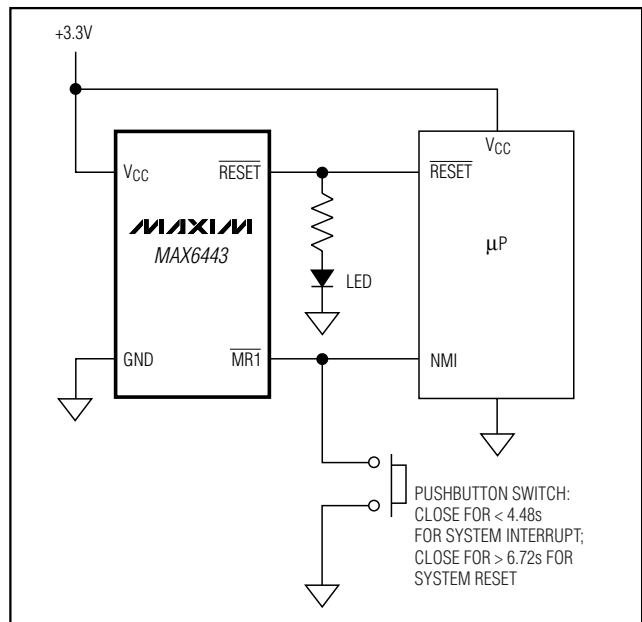 +3.3V
VCC
RESET
MAXIM
MAX6443
GND
MR1
LED
VCC
RESET
µP
NMI
PUSHBUTTON SWITCH:
CLOSE FOR < 4.48s
FOR SYSTEM INTERRUPT;
CLOSE FOR > 6.72s FOR
SYSTEM RESET